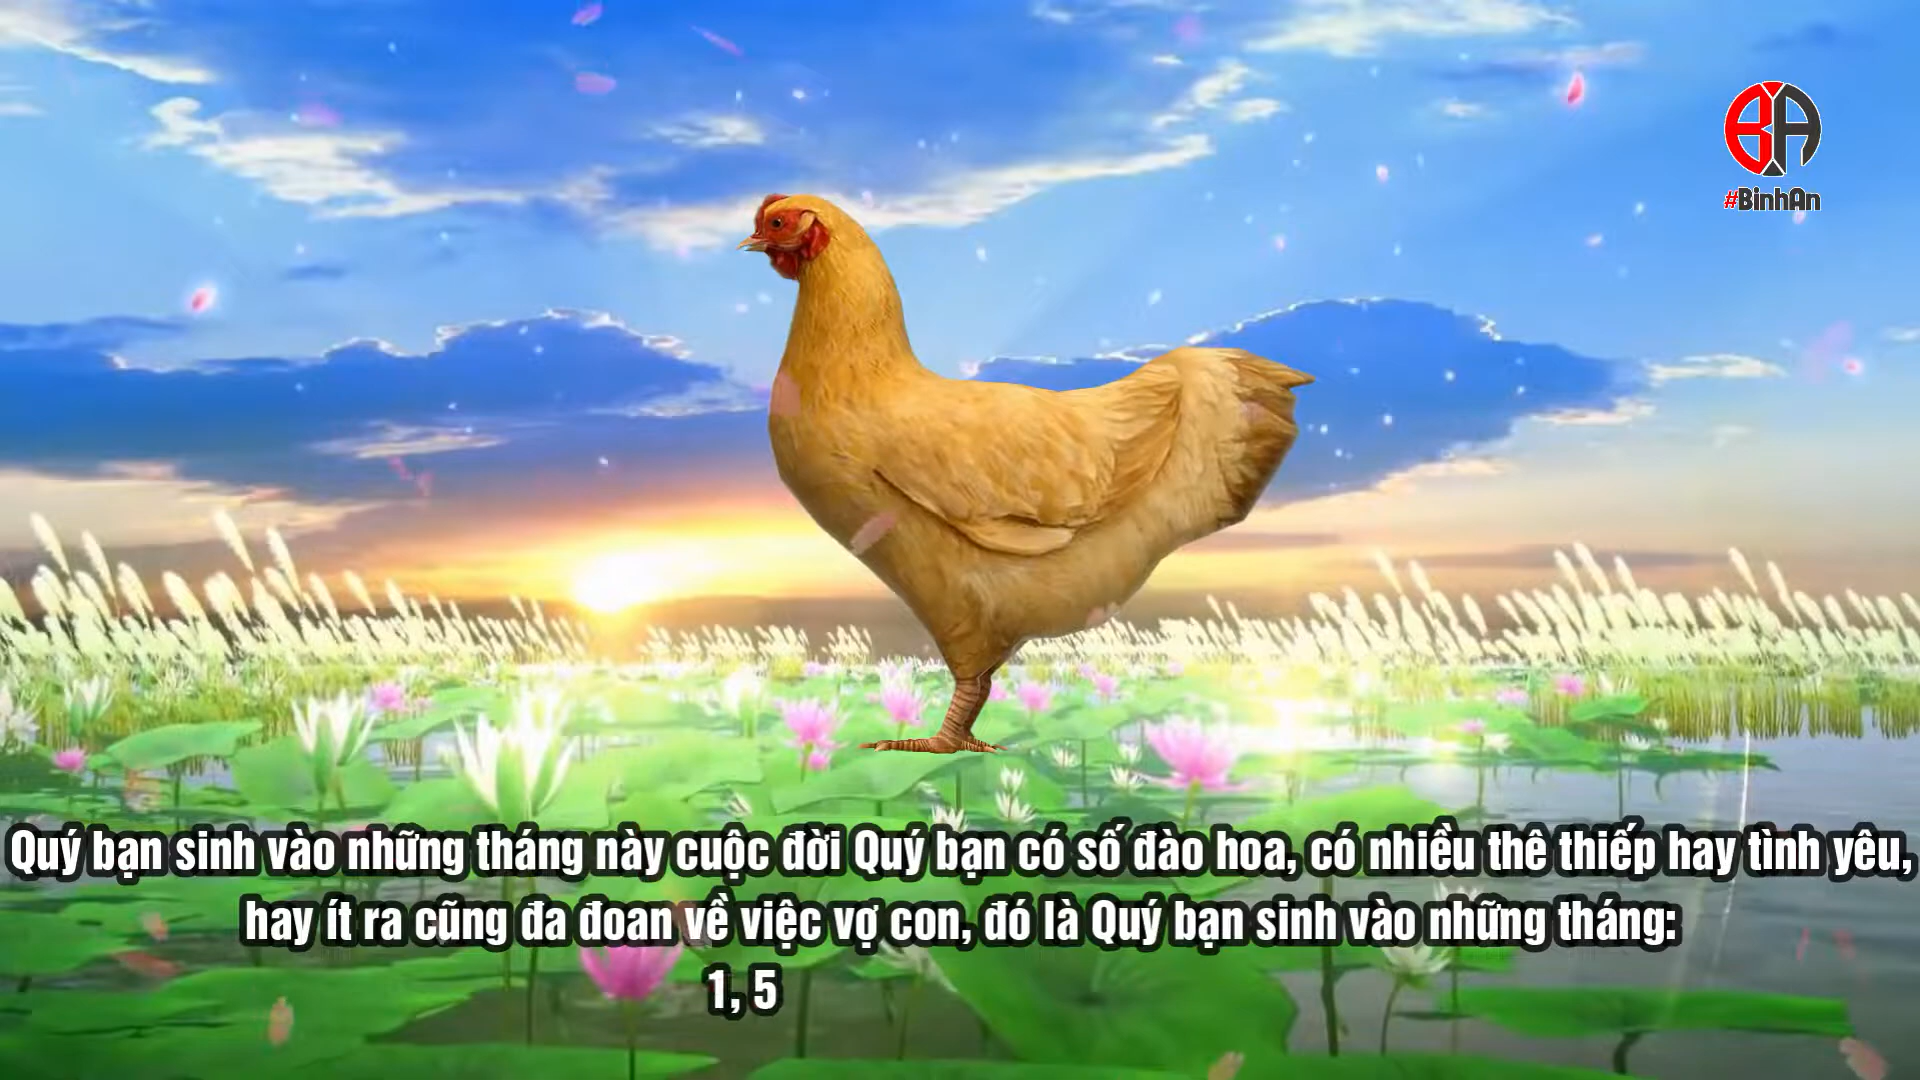 BA
#BinhAn
Quý bạn sinh vào những tháng này cuộc đời Quý bạn có số đào hoa, có nhiều thê thiếp hay tình yêu,
hay ít ra cũng đa đoan về việc vợ con, đó là Quý bạn sinh vào những tháng:
1, 5